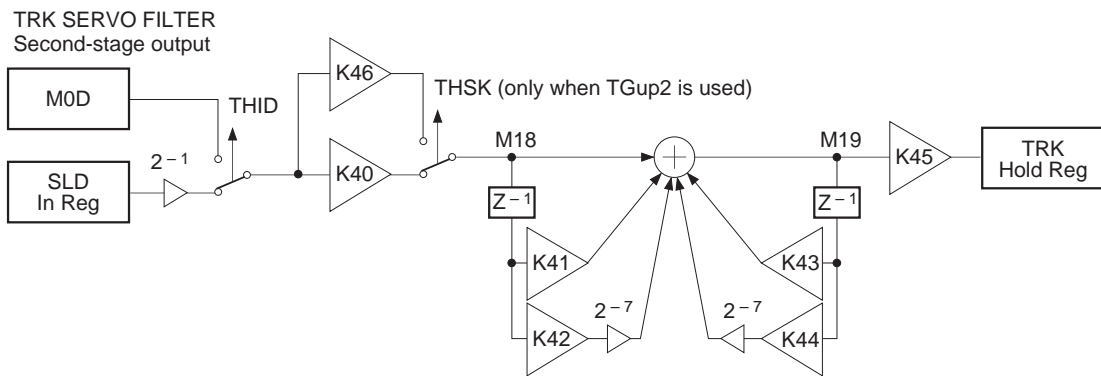 TRK SERVO FILTER
Second-stage output
M0D
THID
K46
THSK (only when TGup2 is used)
SLD
In Reg
2⁻¹
K40
M18
+
M19
K45
TRK
Hold Reg
Z⁻¹
Z⁻¹
K41
K43
2⁻⁷
2⁻⁷
K42
K44